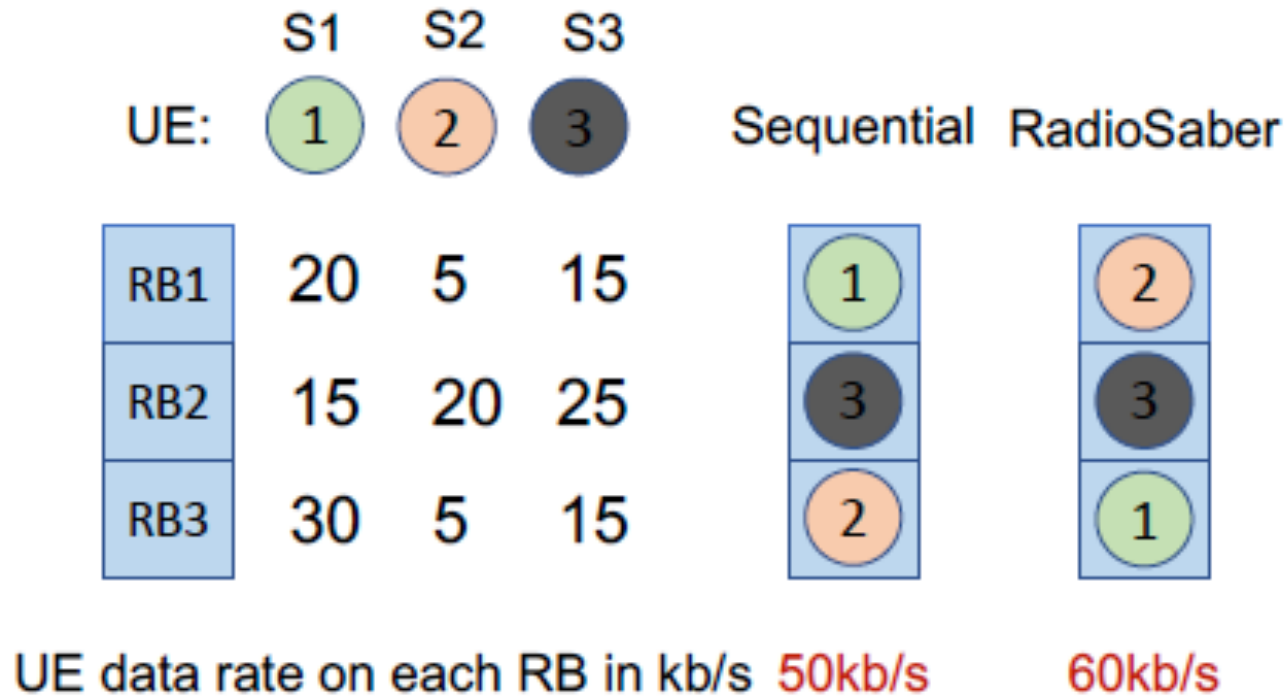 S1 S2 S3
UE: 1 2 3 Sequential RadioSaber
RB1 20 5 15 1 2
RB2 15 20 25 3 3
RB3 30 5 15 2 1
UE data rate on each RB in kb/s 50kb/s 60kb/s